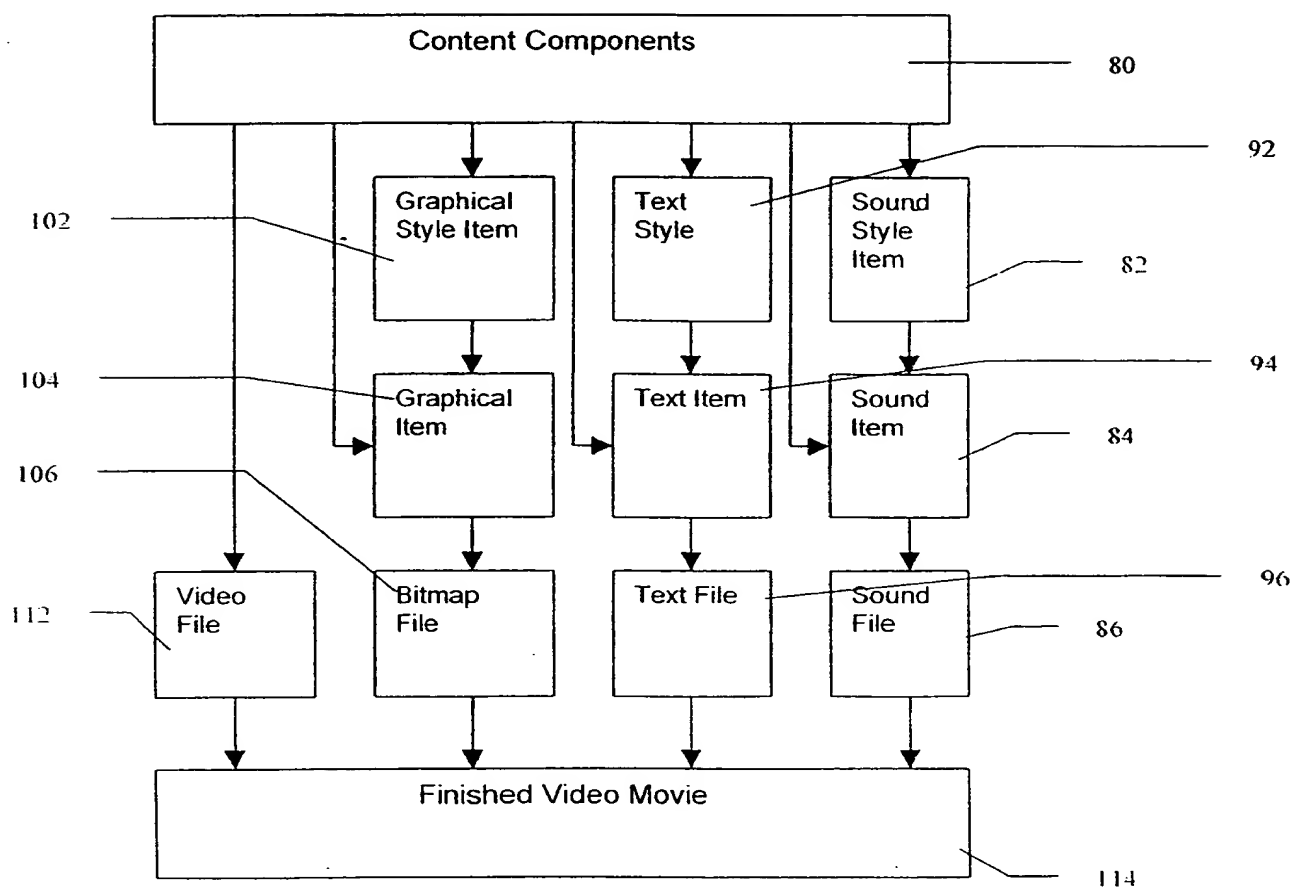 Content Components
80
92
Graphical
Style Item
Text
Style
Sound
Style
Item
102
82
104
Graphical
Item
Text Item
Sound
Item
94
84
106
Video
File
Bitmap
File
Text File
Sound
File
96
112
86
Finished Video Movie
114